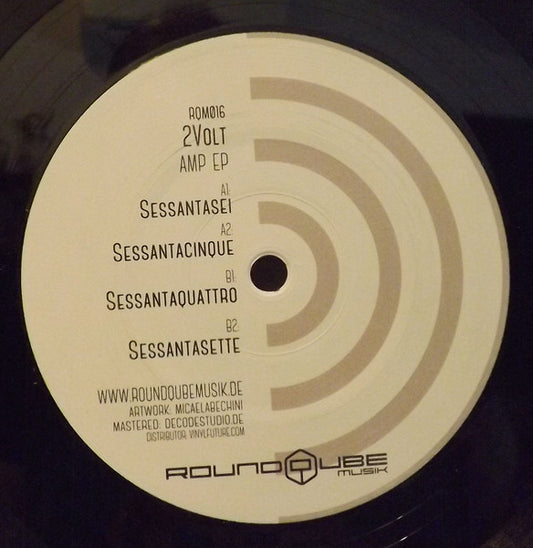 RQM016
2VOLT
AMP EP
A1:
SESSANTASEI
A2:
SESSANTACINQUE
B1:
SESSANTAQUATTRO
B2:
SESSANTASETTE
WWW.ROUNDQUBEMUSIK.DE
ARTWORK: MICAELABECHINI
MASTERED: DECODESTUDIO.DE
DISTRIBUTOR: VINYLFUTURE.COM
ROUNDQUBE
MUSIK